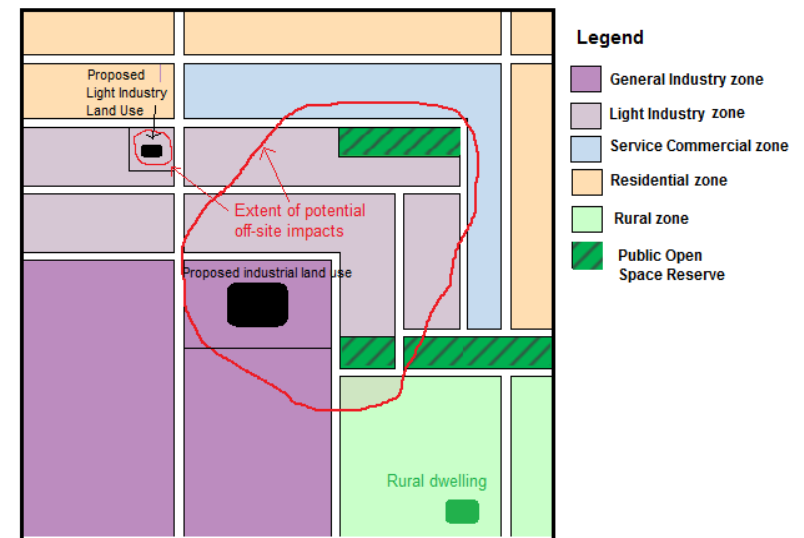 Proposed
Light Industry
Land Use
Extent of potential
off-site impacts
Proposed industrial land use
Rural dwelling
Legend
General Industry zone
Light Industry zone
Service Commercial zone
Residential zone
Rural zone
Public Open
Space Reserve